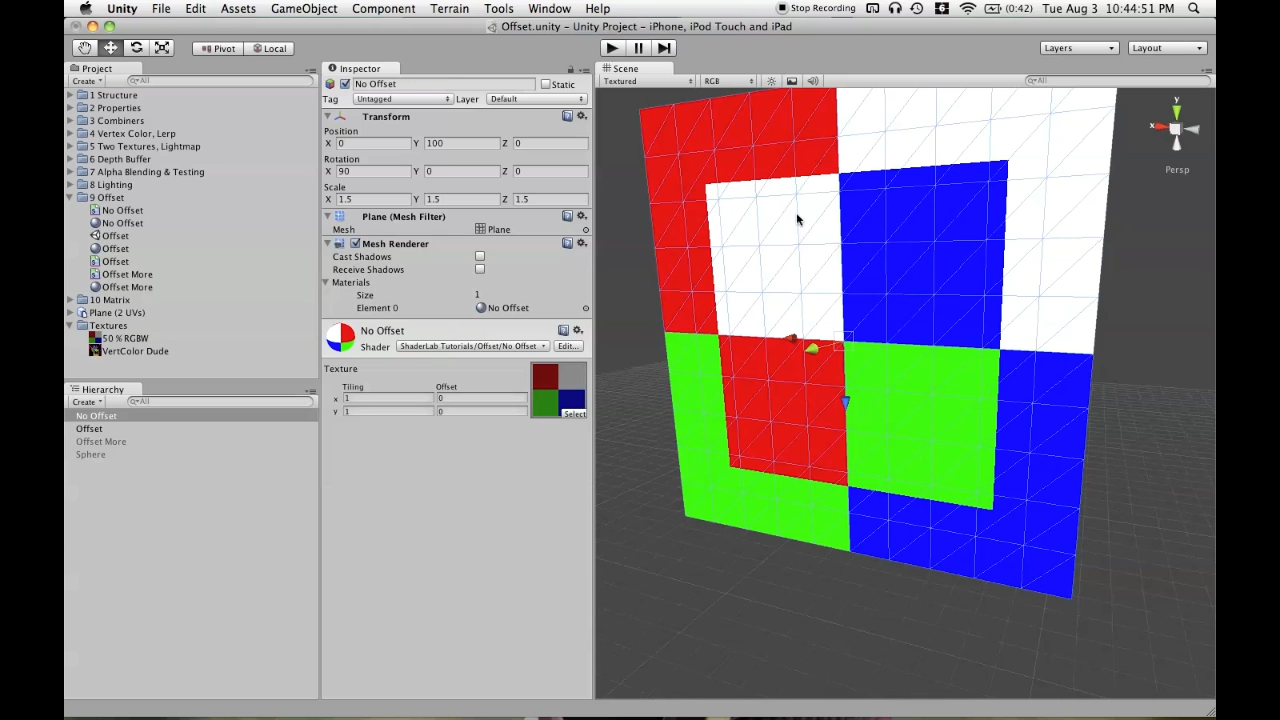 Unity File Edit Assets GameObject Component Terrain Tools Window Help Stop Recording 6 (0:42) Tue Aug 3 10:44:51 PM
Offset.unity – Unity Project – iPhone, iPod Touch and iPad
Pivot Local Layers Layout
Project
Create All
1 Structure
2 Properties
3 Combiners
4 Vertex Color, Lerp
5 Two Textures, Lightmap
6 Depth Buffer
7 Alpha Blending & Testing
8 Lighting
9 Offset
No Offset
No Offset
Offset
Offset
Offset
Offset More
Offset More
10 Matrix
Plane (2 UVs)
Textures
50 % RGBW
VertColor Dude
Hierarchy
Create All
No Offset
Offset
Offset More
Sphere
Inspector
No Offset Static
Tag Untagged Layer Default
Transform
Position
X 0 Y 100 Z 0
Rotation
X 90 Y 0 Z 0
Scale
X 1.5 Y 1.5 Z 1.5
Plane (Mesh Filter)
Mesh Plane
Mesh Renderer
Cast Shadows
Receive Shadows
Materials
Size 1
Element 0 No Offset
No Offset
Shader ShaderLab Tutorials/Offset/No Offset Edit...
Texture
Tiling Offset
x 1 0
y 1 0
Select
Scene
Textured RGB All
y
x
Persp